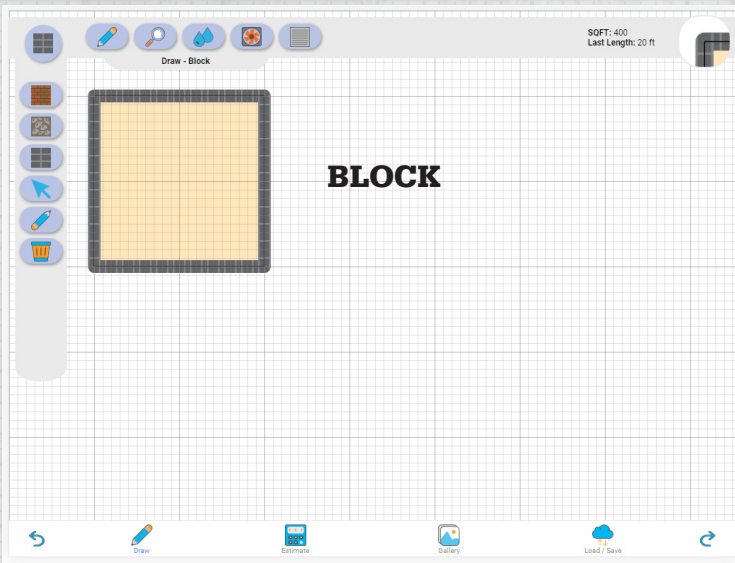 SQFT: 400
Last Length: 20 ft
Draw - Block
BLOCK
Draw
Estimate
Gallery
Load / Save